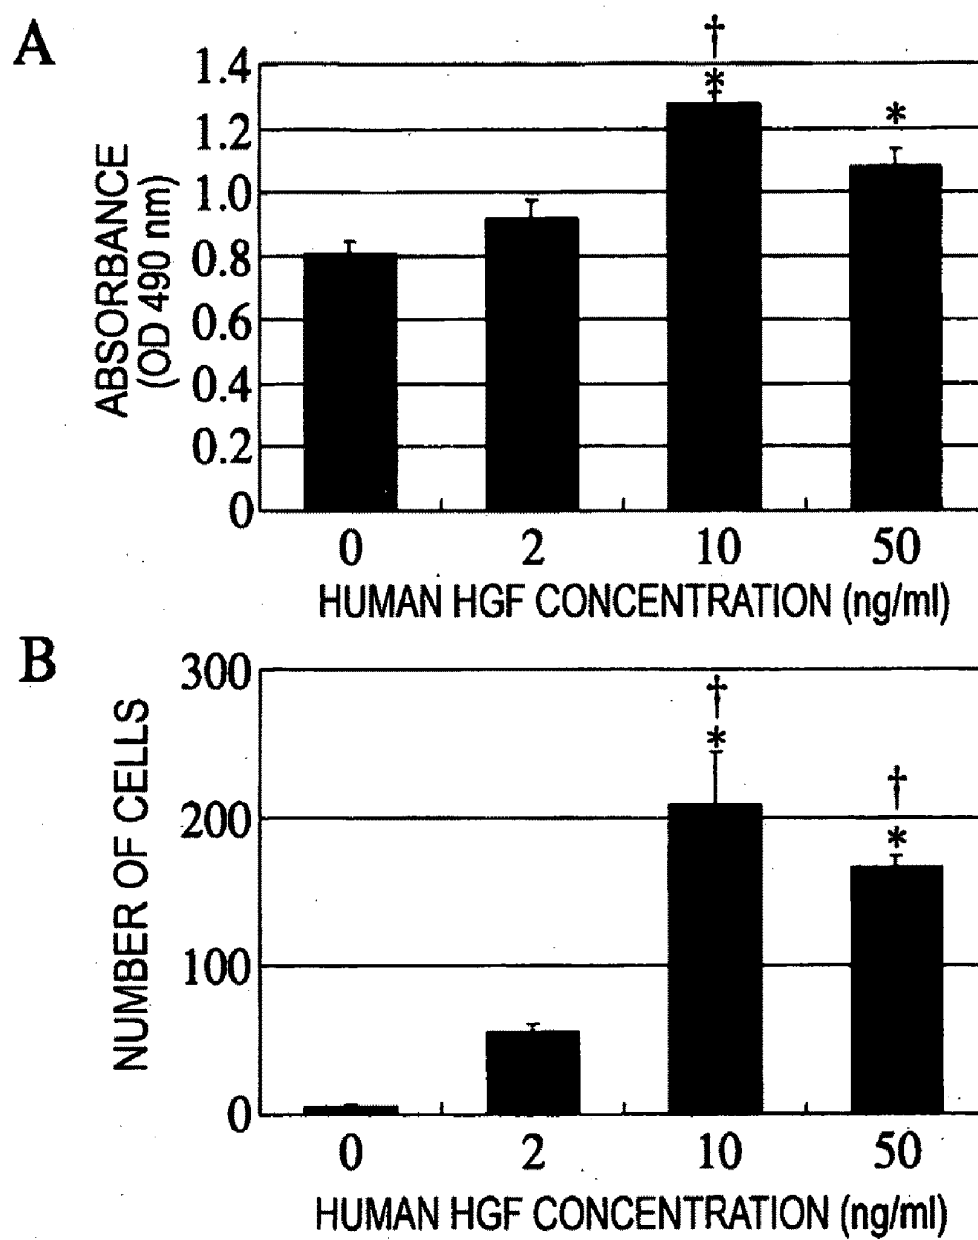 A
ABSORBANCE
(OD 490 nm)
1.4
1.2
1.0
0.8
0.6
0.4
0.2
0
†
*
*
0 2 10 50
HUMAN HGF CONCENTRATION (ng/ml)
B
NUMBER OF CELLS
300
200
100
0
†
*
†
*
0 2 10 50
HUMAN HGF CONCENTRATION (ng/ml)